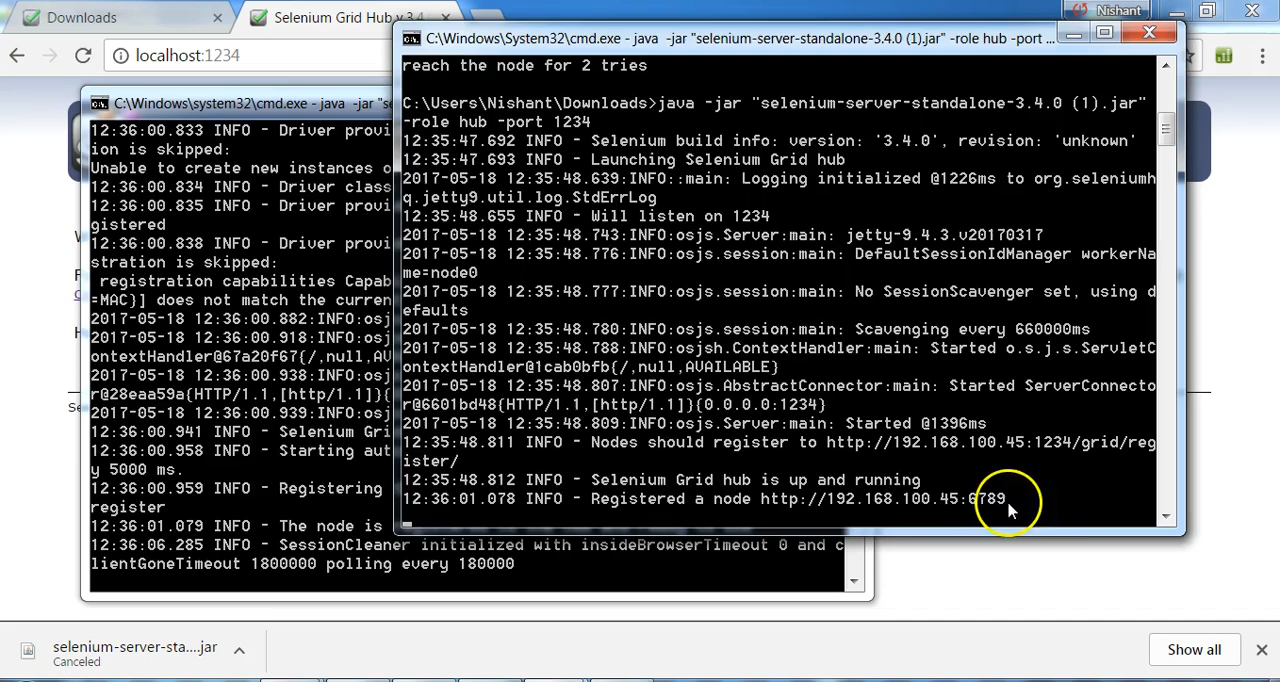 Downloads
Selenium Grid Hub v 3.4
Nishant
localhost:1234
C:\Windows\system32\cmd.exe - java -jar "se
12:36:00.833 INFO - Driver provi
ion is skipped:
Unable to create new instances o
12:36:00.834 INFO - Driver class
12:36:00.835 INFO - Driver provi
gistered
12:36:00.838 INFO - Driver provi
stration is skipped:
registration capabilities Capab
=MAC}] does not match the curren
2017-05-18 12:36:00.882:INFO:osj
2017-05-18 12:36:00.918:INFO:osj
ontextHandler@67a20f67{/,null,AV
2017-05-18 12:36:00.938:INFO:osj
r@28eaa59a{HTTP/1.1,[http/1.1]}{
2017-05-18 12:36:00.939:INFO:osj
12:36:00.941 INFO - Selenium Gri
12:36:00.958 INFO - Starting aut
y 5000 ms.
12:36:00.959 INFO - Registering
register
12:36:01.079 INFO - The node is
12:36:06.285 INFO - SessionCleaner initialized with insideBrowserTimeout 0 and c
lientGoneTimeout 1800000 polling every 180000
C:\Windows\System32\cmd.exe - java -jar "selenium-server-standalone-3.4.0 (1).jar" -role hub -port ...
reach the node for 2 tries
C:\Users\Nishant\Downloads>java -jar "selenium-server-standalone-3.4.0 (1).jar"
-role hub -port 1234
12:35:47.692 INFO - Selenium build info: version: '3.4.0', revision: 'unknown'
12:35:47.693 INFO - Launching Selenium Grid hub
2017-05-18 12:35:48.639:INFO::main: Logging initialized @1226ms to org.seleniumh
q.jetty9.util.log.StdErrLog
12:35:48.655 INFO - Will listen on 1234
2017-05-18 12:35:48.743:INFO:osjs.Server:main: jetty-9.4.3.v20170317
2017-05-18 12:35:48.776:INFO:osjs.session:main: DefaultSessionIdManager workerNa
me=node0
2017-05-18 12:35:48.777:INFO:osjs.session:main: No SessionScavenger set, using d
efaults
2017-05-18 12:35:48.780:INFO:osjs.session:main: Scavenging every 660000ms
2017-05-18 12:35:48.788:INFO:osjsh.ContextHandler:main: Started o.s.j.s.ServletC
ontextHandler@1cab0bfb{/,null,AVAILABLE}
2017-05-18 12:35:48.807:INFO:osjs.AbstractConnector:main: Started ServerConnecto
r@6601bd48{HTTP/1.1,[http/1.1]}{0.0.0.0:1234}
2017-05-18 12:35:48.809:INFO:osjs.Server:main: Started @1396ms
12:35:48.811 INFO - Nodes should register to http://192.168.100.45:1234/grid/reg
ister/
12:35:48.812 INFO - Selenium Grid hub is up and running
12:36:01.078 INFO - Registered a node http://192.168.100.45:6789
selenium-server-sta....jar
Canceled
Show all